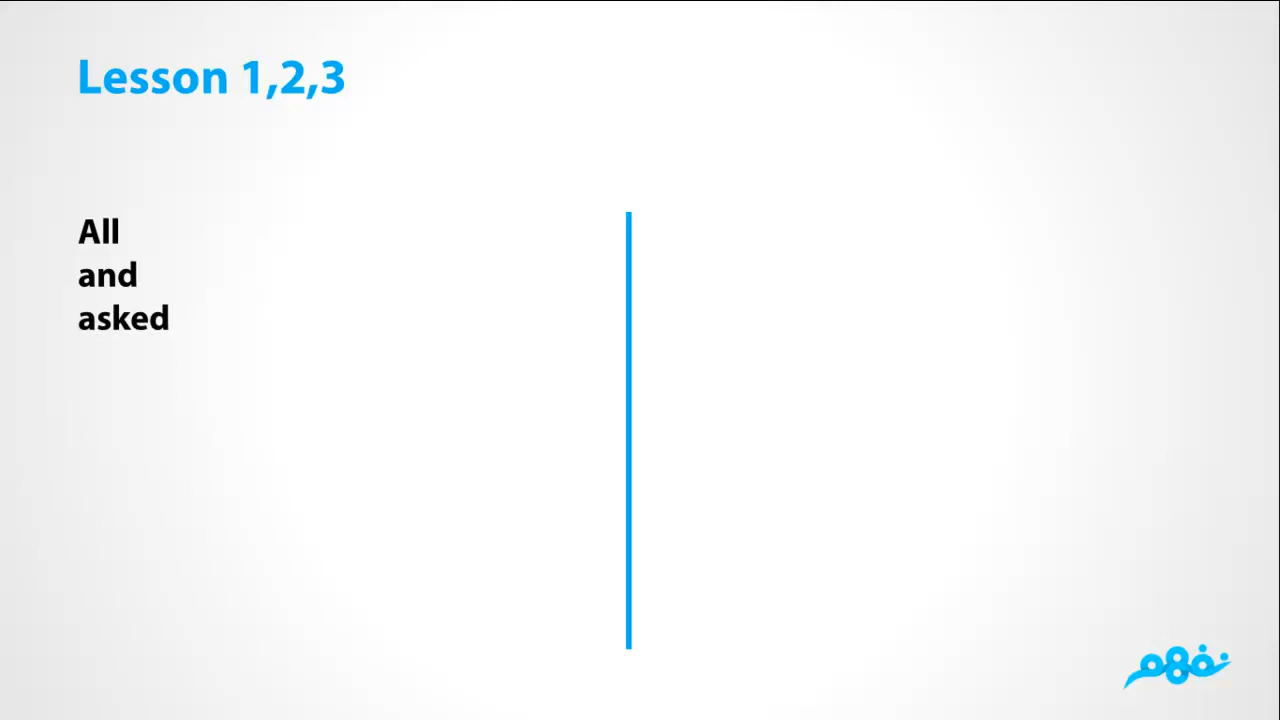 Lesson 1,2,3
All
and
asked
نفهم